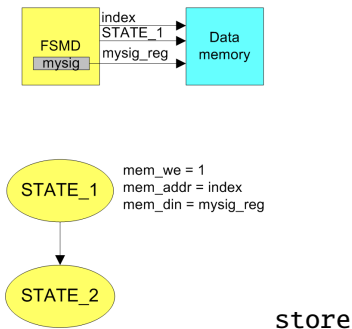 index
STATE_1
mysig_reg
FSMD
mysig
Data
memory
mem_we = 1
mem_addr = index
mem_din = mysig_reg
STATE_1
STATE_2
store